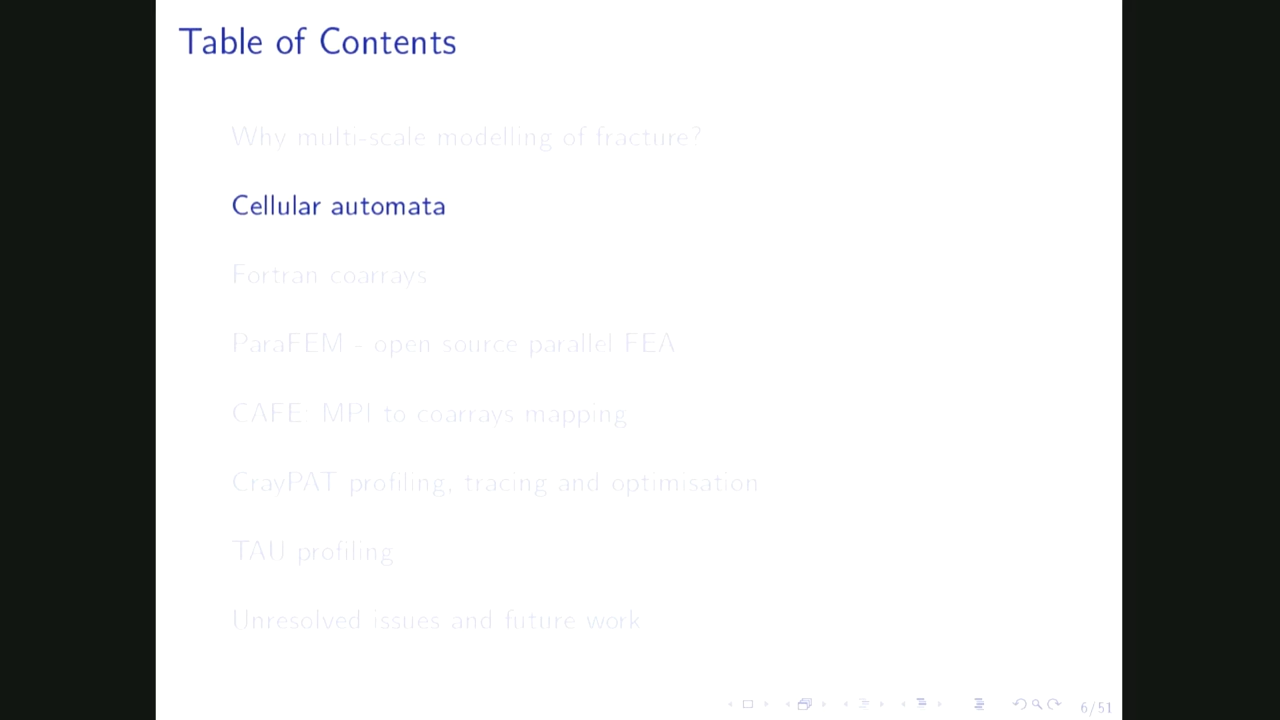 Table of Contents
Why multi-scale modelling of fracture?
Cellular automata
Fortran coarrays
ParaFEM - open source parallel FEA
CAFE: MPI to coarrays mapping
CrayPAT profiling, tracing and optimisation
TAU profiling
Unresolved issues and future work
6/51